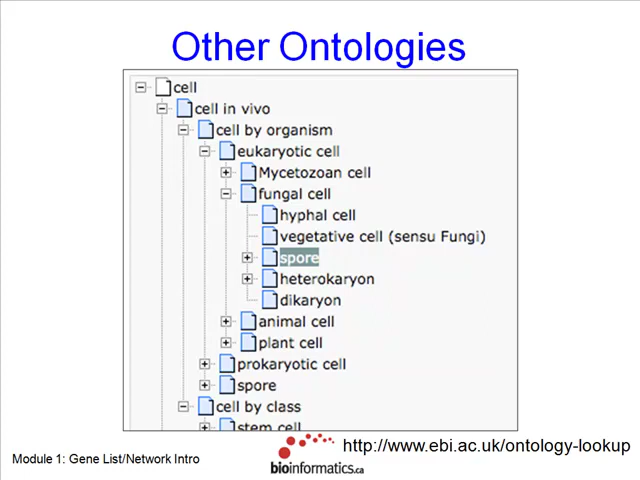 Other Ontologies
cell
cell in vivo
cell by organism
eukaryotic cell
Mycetozoan cell
fungal cell
hyphal cell
vegetative cell (sensu Fungi)
spore
heterokaryon
dikaryon
animal cell
plant cell
prokaryotic cell
spore
cell by class
stem cell
http://www.ebi.ac.uk/ontology-lookup
Module 1: Gene List/Network Intro
bioinformatics.ca